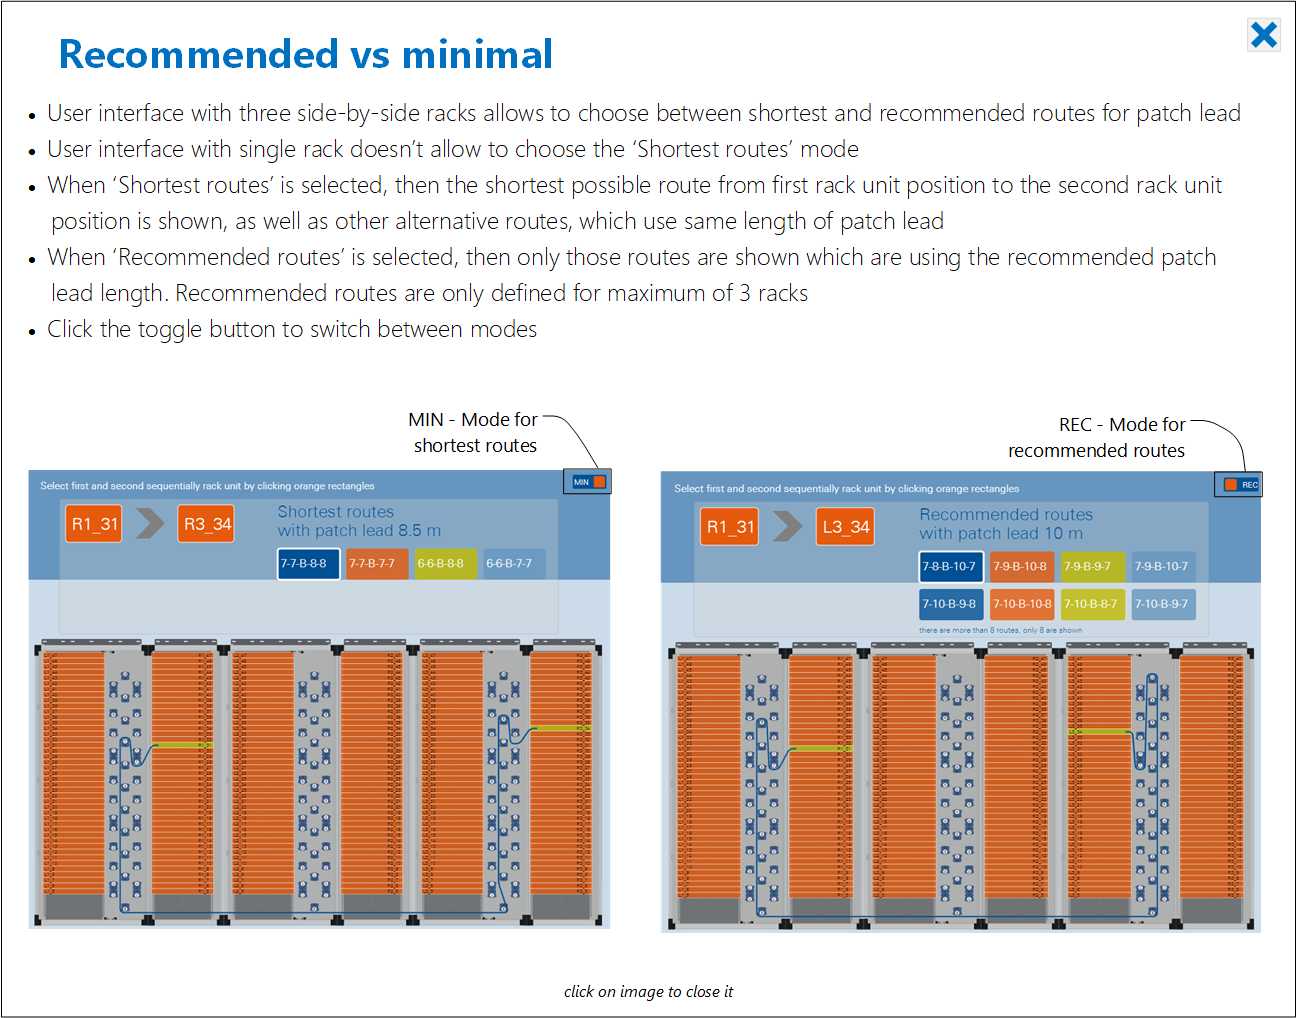 Recommended vs minimal
• User interface with three side-by-side racks allows to choose between shortest and recommended routes for patch lead
• User interface with single rack doesn’t allow to choose the ‘Shortest routes’ mode
• When ‘Shortest routes’ is selected, then the shortest possible route from first rack unit position to the second rack unit
position is shown, as well as other alternative routes, which use same length of patch lead
• When ‘Recommended routes’ is selected, then only those routes are shown which are using the recommended patch
lead length. Recommended routes are only defined for maximum of 3 racks
• Click the toggle button to switch between modes
MIN - Mode for
shortest routes
Select first and second sequentially rack unit by clicking orange rectangles
MIN
R1_31
R3_34
Shortest routes
with patch lead 8.5 m
7-7-B-8-8
7-7-B-7-7
6-6-B-8-8
6-6-B-7-7
REC - Mode for
recommended routes
Select first and second sequentially rack unit by clicking orange rectangles
REC
R1_31
L3_34
Recommended routes
with patch lead 10 m
7-8-B-10-7
7-9-B-10-8
7-9-B-9-7
7-9-B-10-7
7-10-B-9-8
7-10-B-10-8
7-10-B-8-7
7-10-B-9-7
there are more than 8 routes, only 8 are shown
click on image to close it